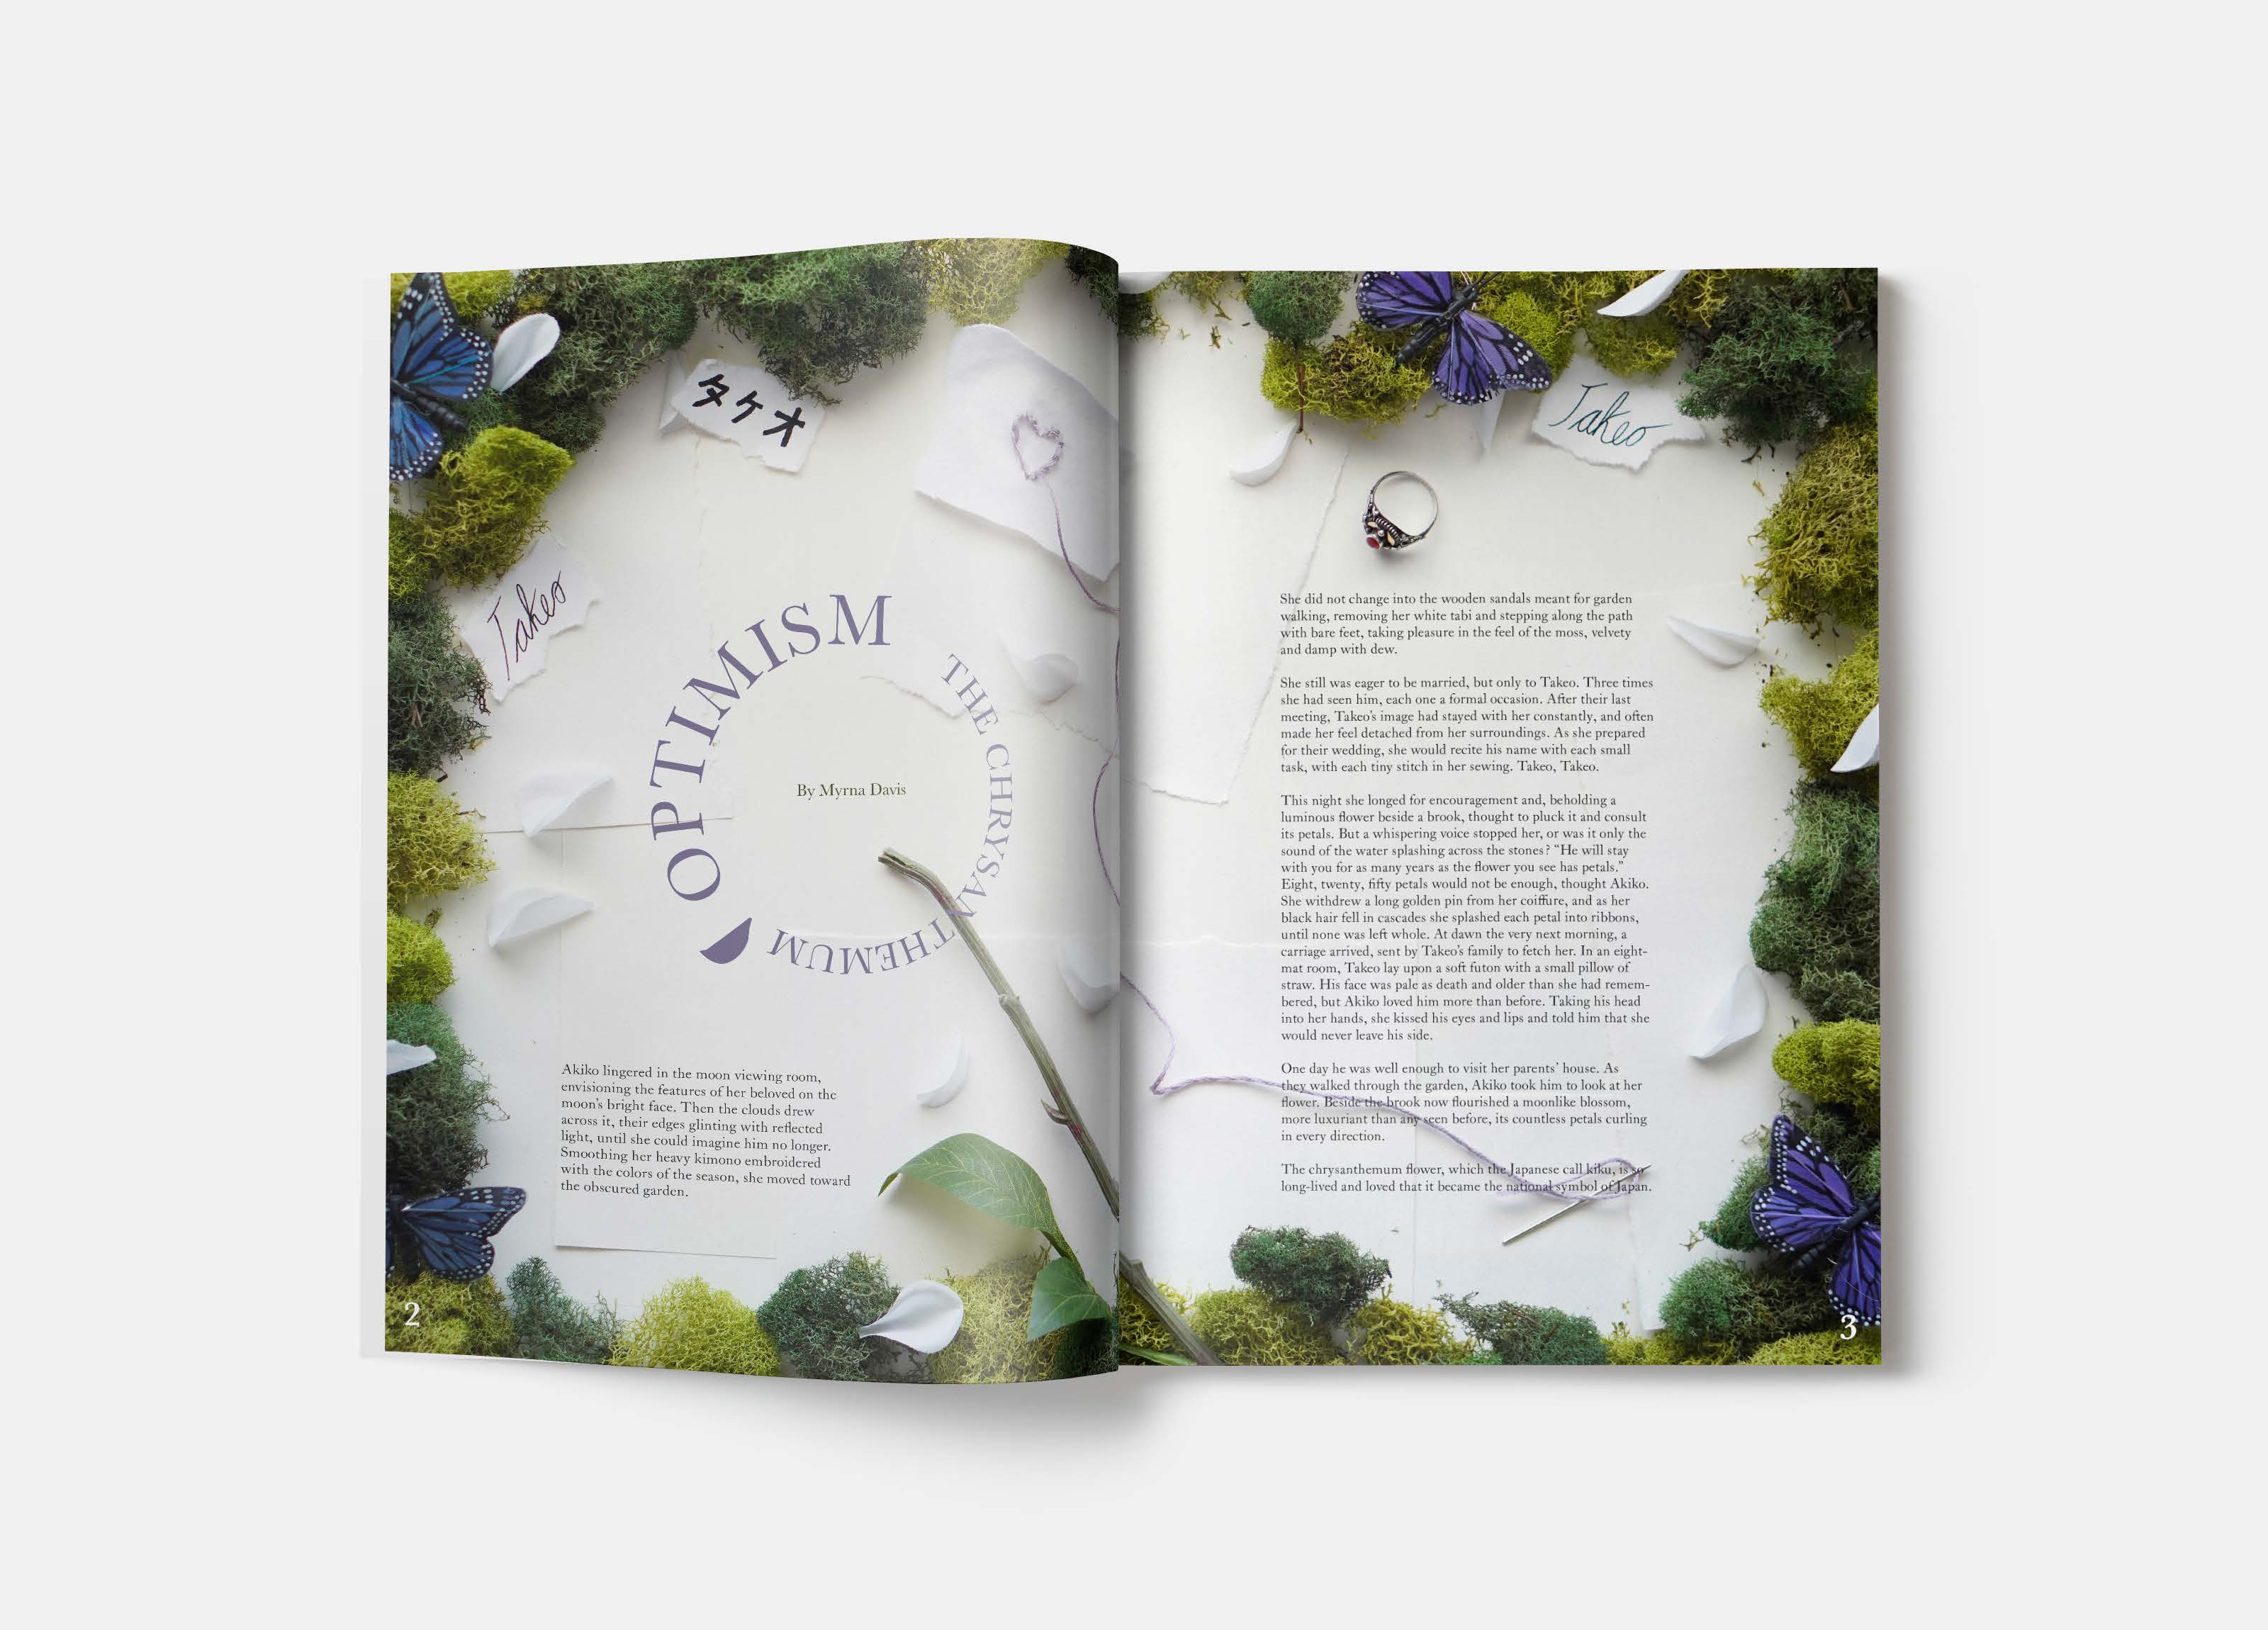 タケオ
Takeo
OPTIMISM
THE CHRYSANTHEMUM
By Myrna Davis
Akiko lingered in the moon viewing room,
envisioning the features of her beloved on the
moon's bright face. Then the clouds drew
across it, their edges glinting with reflected
light, until she could imagine him no longer.
Smoothing her heavy kimono embroidered
with the colors of the season, she moved toward
the obscured garden.
2
Takeo
She did not change into the wooden sandals meant for garden
walking, removing her white tabi and stepping along the path
with bare feet, taking pleasure in the feel of the moss, velvety
and damp with dew.
She still was eager to be married, but only to Takeo. Three times
she had seen him, each one a formal occasion. After their last
meeting, Takeo's image had stayed with her constantly, and often
made her feel detached from her surroundings. As she prepared
for their wedding, she would recite his name with each small
task, with each tiny stitch in her sewing. Takeo, Takeo.
This night she longed for encouragement and, beholding a
luminous flower beside a brook, thought to pluck it and consult
its petals. But a whispering voice stopped her, or was it only the
sound of the water splashing across the stones? “He will stay
with you for as many years as the flower you see has petals.”
Eight, twenty, fifty petals would not be enough, thought Akiko.
She withdrew a long golden pin from her coiffure, and as her
black hair fell in cascades she splashed each petal into ribbons,
until none was left whole. At dawn the very next morning, a
carriage arrived, sent by Takeo's family to fetch her. In an eight-
mat room, Takeo lay upon a soft futon with a small pillow of
straw. His face was pale as death and older than she had remem-
bered, but Akiko loved him more than before. Taking his head
into her hands, she kissed his eyes and lips and told him that she
would never leave his side.
One day he was well enough to visit her parents' house. As
they walked through the garden, Akiko took him to look at her
flower. Beside the brook now flourished a moonlike blossom,
more luxuriant than any seen before, its countless petals curling
in every direction.
The chrysanthemum flower, which the Japanese call kiku, is so
long-lived and loved that it became the national symbol of Japan.
3